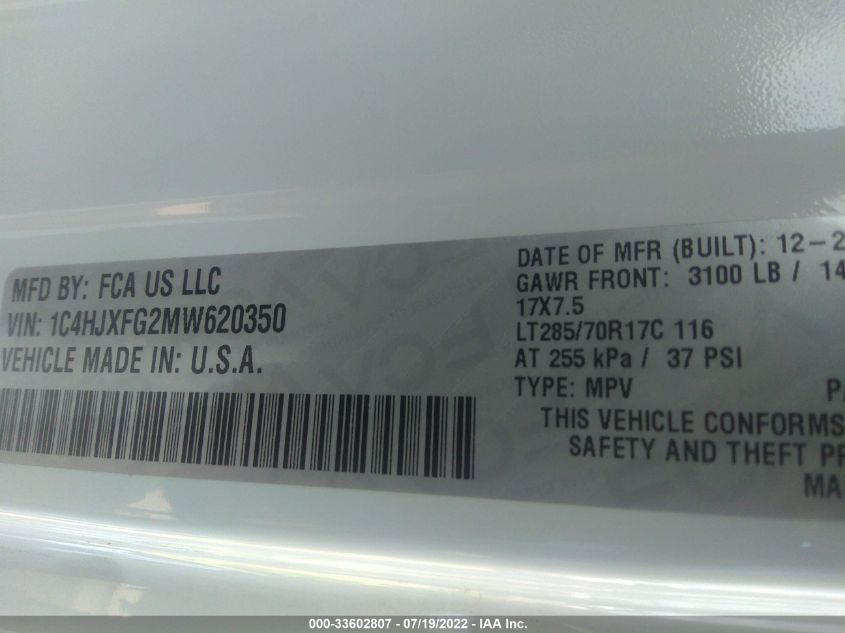 MFD BY: FCA US LLC
VIN: 1C4HJXFG2MW620350
VEHICLE MADE IN: U.S.A.
DATE OF MFR (BUILT): 12-2
GAWR FRONT: 3100 LB / 14
17X7.5
LT285/70R17C 116
AT 255 kPa / 37 PSI
TYPE: MPV
THIS VEHICLE CONFORMS
SAFETY AND THEFT
000-33602807 - 07/19/2022 - IAA Inc.